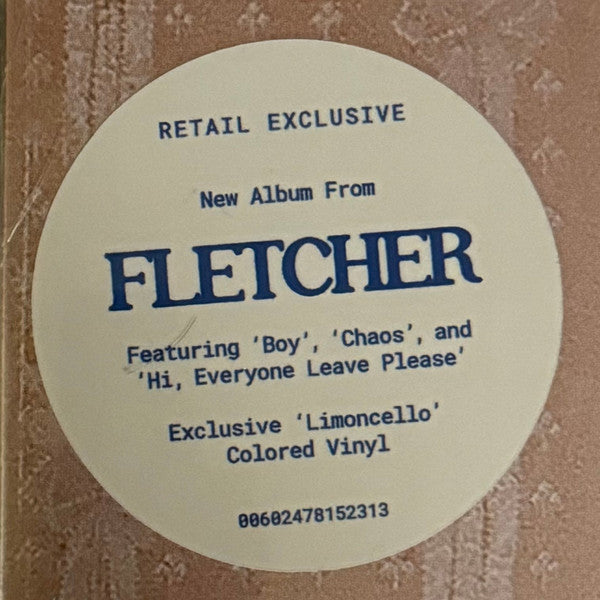 RETAIL EXCLUSIVE
New Album From
FLETCHER
Featuring ‘Boy’, ‘Chaos’, and
‘Hi, Everyone Leave Please’
Exclusive ‘Limoncello’
Colored Vinyl
00602478152313